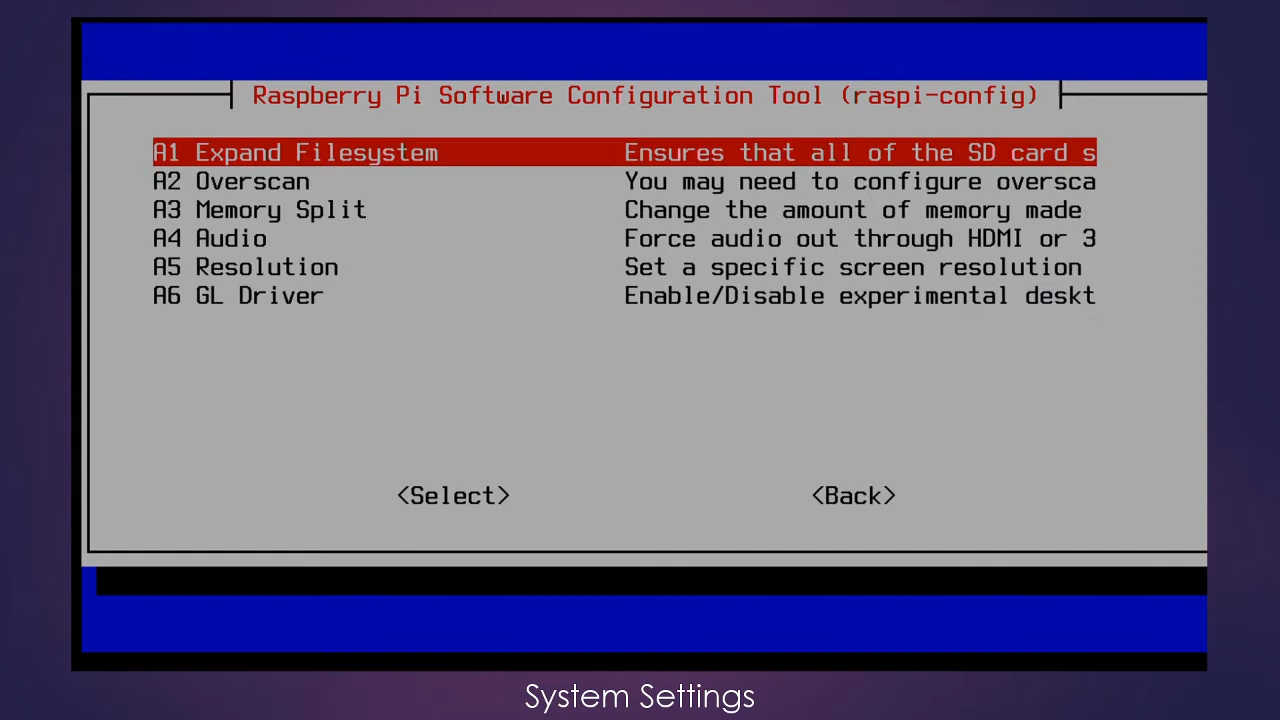 Raspberry Pi Software Configuration Tool (raspi-config)
A1 Expand Filesystem Ensures that all of the SD card s
A2 Overscan You may need to configure oversca
A3 Memory Split Change the amount of memory made
A4 Audio Force audio out through HDMI or 3
A5 Resolution Set a specific screen resolution
A6 GL Driver Enable/Disable experimental deskt
<Select> <Back>
System Settings